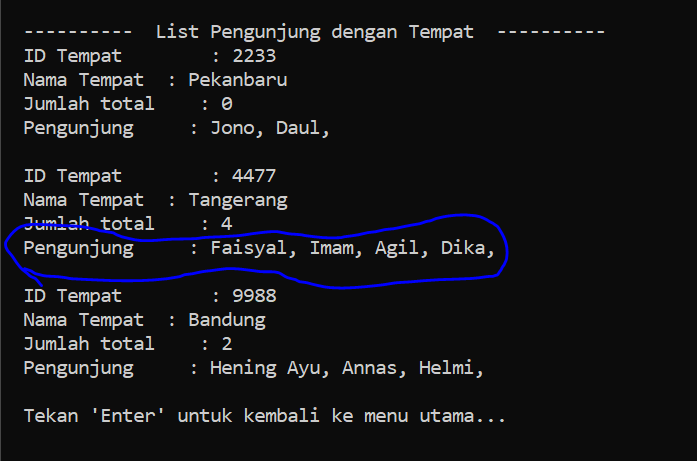 ----------  List Pengunjung dengan Tempat  ----------
ID Tempat        : 2233
Nama Tempat  : Pekanbaru
Jumlah total    : 0
Pengunjung     : Jono, Daul,
ID Tempat        : 4477
Nama Tempat  : Tangerang
Jumlah total    : 4
Pengunjung     : Faisyal, Imam, Agil, Dika,
ID Tempat        : 9988
Nama Tempat  : Bandung
Jumlah total    : 2
Pengunjung     : Hening Ayu, Annas, Helmi,
Tekan 'Enter' untuk kembali ke menu utama...